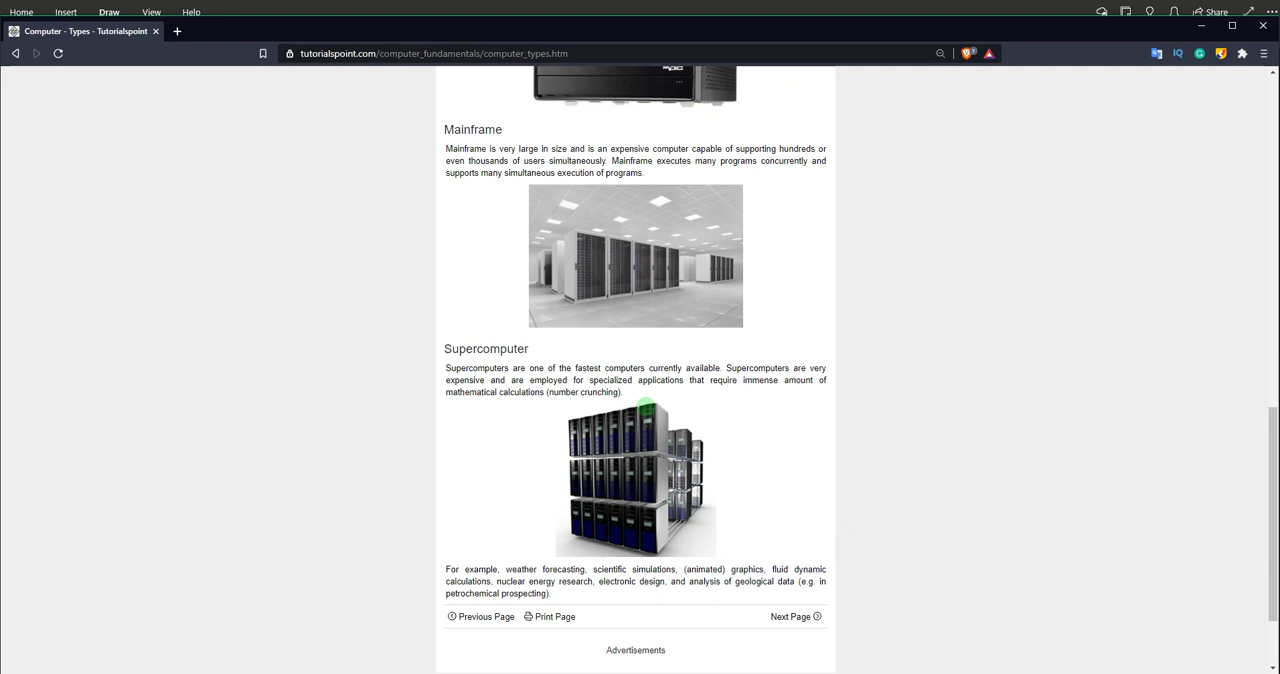 Home Insert Draw View Help Share
Computer - Types - Tutorialspoint
tutorialspoint.com/computer_fundamentals/computer_types.htm
IQ
Mainframe
Mainframe is very large in size and is an expensive computer capable of supporting hundreds or
even thousands of users simultaneously. Mainframe executes many programs concurrently and
supports many simultaneous execution of programs.
Supercomputer
Supercomputers are one of the fastest computers currently available. Supercomputers are very
expensive and are employed for specialized applications that require immense amount of
mathematical calculations (number crunching).
For example, weather forecasting, scientific simulations, (animated) graphics, fluid dynamic
calculations, nuclear energy research, electronic design, and analysis of geological data (e.g. in
petrochemical prospecting).
Previous Page Print Page Next Page
Advertisements